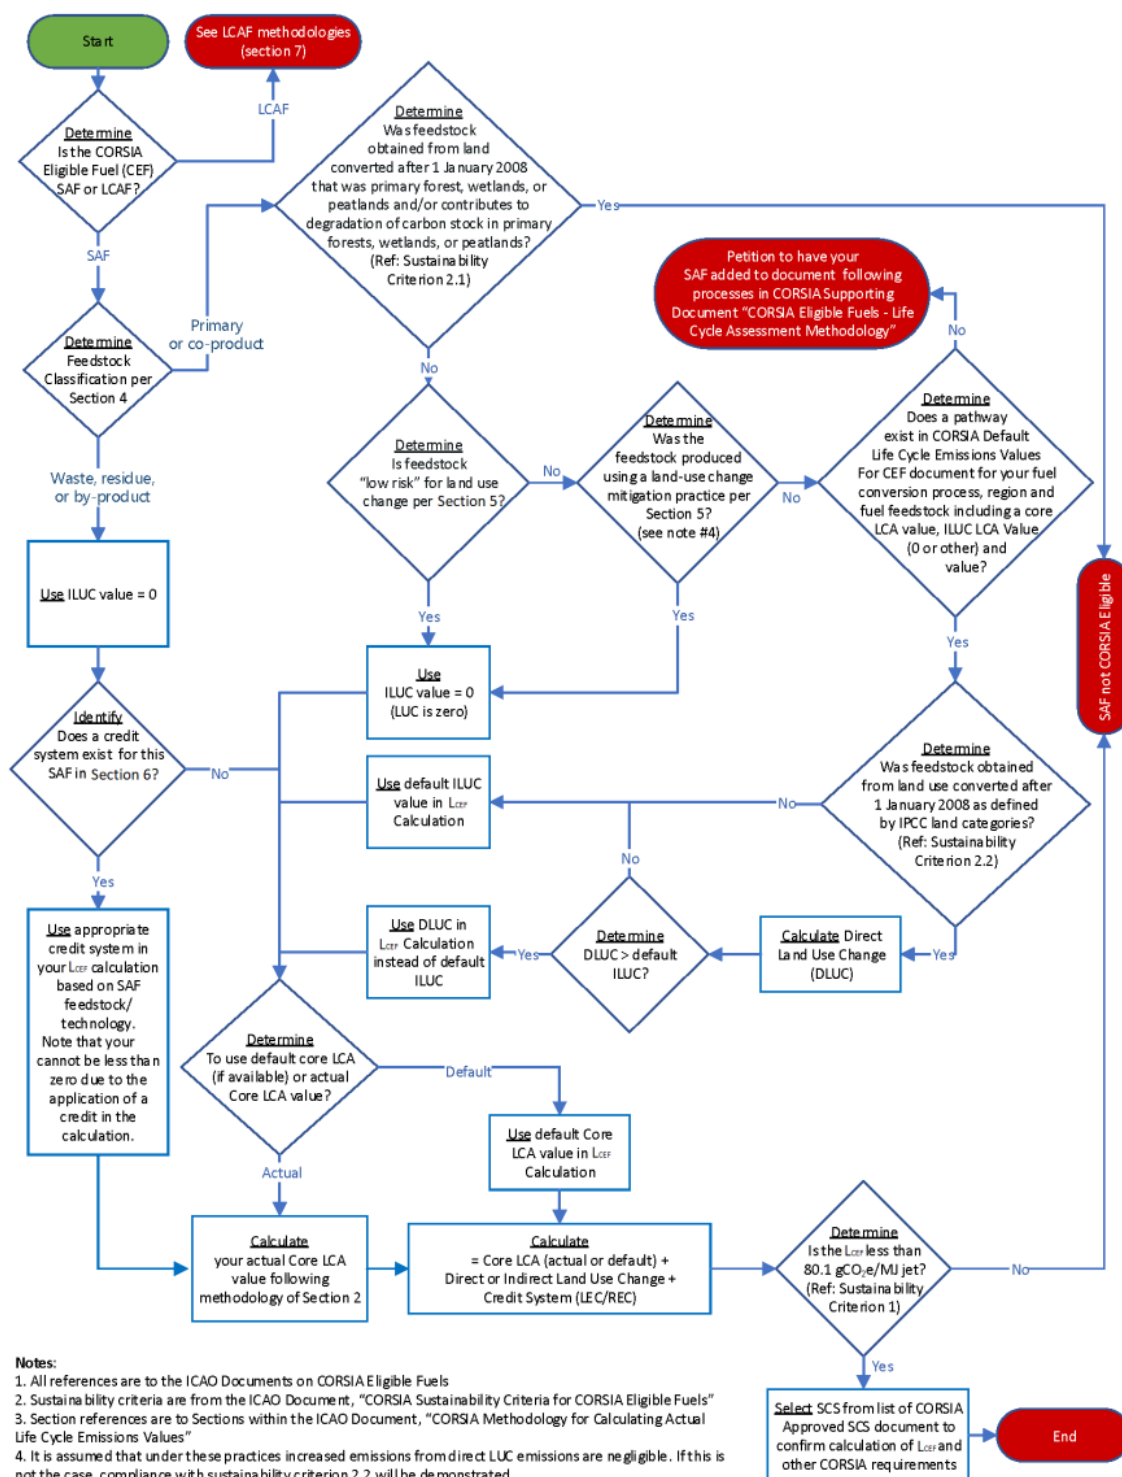 Start
See LCAF methodologies
(section 7)
LCAF
Determine
Is the CORSIA
Eligible Fuel (CEF)
SAF or LCAF?
SAF
Determine
Was feedstock
obtained from land
converted after 1 January 2008
that was primary forest, wetlands, or
peatlands and/or contributes to
degradation of carbon stock in primary
forests, wetlands, or peatlands?
(Ref: Sustainability
Criterion 2.1)
Yes
Petition to have your
SAF added to document following
processes in CORSIA Supporting
Document “CORSIA Eligible Fuels - Life
Cycle Assessment Methodology”
No
Primary
or co-product
Determine
Feedstock
Classification per
Section 4
No
Waste, residue,
or by-product
Determine
Is feedstock
“low risk” for land use
change per Section 5?
No
Determine
Was the
feedstock produced
using a land-use change
mitigation practice per
Section 5?
(see note #4)
No
Determine
Does a pathway
exist in CORSIA Default
Life Cycle Emissions Values
For CEF document for your fuel
conversion process, region and
fuel feedstock including a core
LCA value, ILUC LCA Value
(0 or other) and
value?
SAF not CORSIA Eligible
Use ILUC value = 0
Yes
Yes
Yes
Use
ILUC value = 0
(LUC is zero)
Identify
Does a credit
system exist for this
SAF in Section 6?
No
Use default ILUC
value in LCEF
Calculation
No
Determine
Was feedstock obtained
from land use converted after
1 January 2008 as defined
by IPCC land categories?
(Ref: Sustainability
Criterion 2.2)
No
Yes
Use appropriate
credit system in
your LCEF calculation
based on SAF
feedstock/
technology.
Note that your
cannot be less than
zero due to the
application of a
credit in the
calculation.
Use DLUC in
LCEF Calculation
instead of default
ILUC
Yes
Determine
DLUC > default
ILUC?
Calculate Direct
Land Use Change
(DLUC)
Yes
Determine
To use default core LCA
(if available) or actual
Core LCA value?
Default
Use default Core
LCA value in LCEF
Calculation
Actual
Calculate
your actual Core LCA
value following
methodology of Section 2
Calculate
= Core LCA (actual or default) +
Direct or Indirect Land Use Change +
Credit System (LEC/REC)
Determine
Is the LCEF less than
80.1 gCO2e/MJ jet?
(Ref: Sustainability
Criterion 1)
No
Yes
Select SCS from list of CORSIA
Approved SCS document to
confirm calculation of LCEF and
other CORSIA requirements
End
Notes:
1. All references are to the ICAO Documents on CORSIA Eligible Fuels
2. Sustainability criteria are from the ICAO Document, “CORSIA Sustainability Criteria for CORSIA Eligible Fuels”
3. Section references are to Sections within the ICAO Document, “CORSIA Methodology for Calculating Actual
Life Cycle Emissions Values”
4. It is assumed that under these practices increased emissions from direct LUC emissions are negligible. If this is
not the case, compliance with sustainability criterion 2.2 will be demonstrated